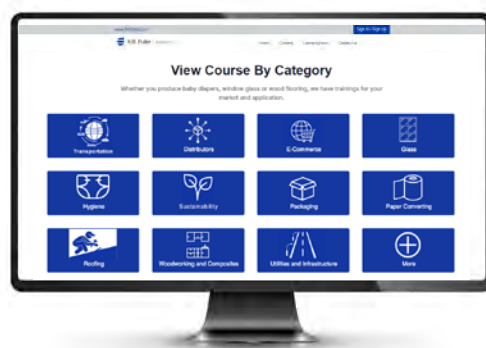 Sign In / Sign Up
H.B. Fuller
Home Contact Us
View Course By Category
Whether you produce baby diapers, window glass or wood flooring, we have trainings for your
market and application.
Transportation
Distributors
E-Commerce
Glass
Hygiene
Sustainability
Packaging
Paper Converting
Roofing
Woodworking and Composites
Utilities and Infrastructure
More